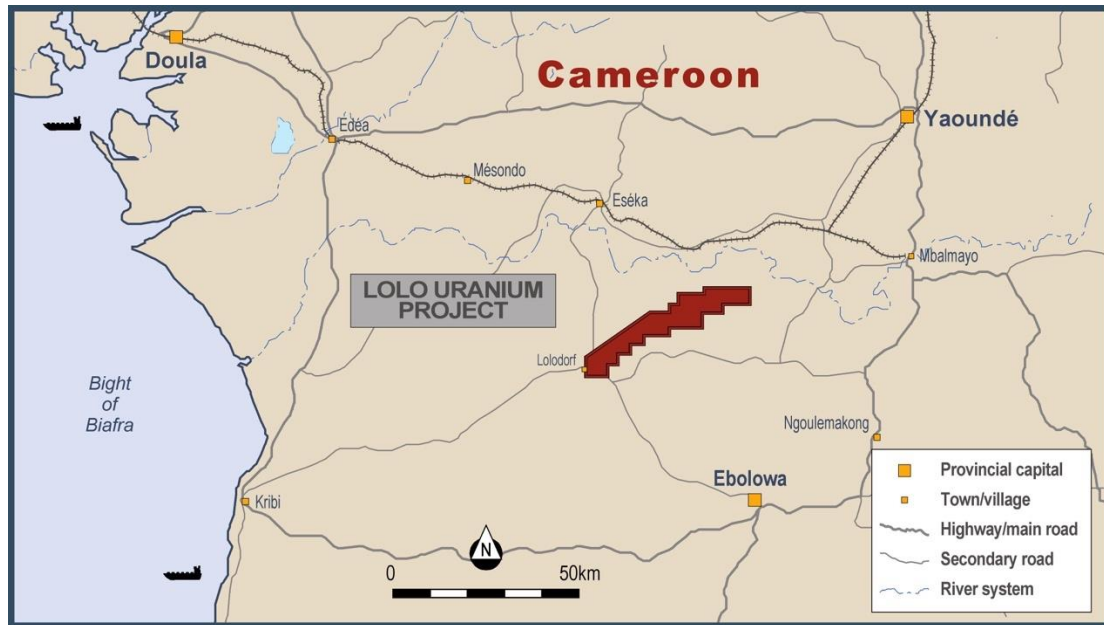 Doula
Cameroon
Yaoundé
Edéa
Mésondo
Eséka
Mbalmayo
LOLO URANIUM
PROJECT
Lolodorf
Bight
of
Biafra
Ngoulemakong
Ebolowa
Kribi
N
0 50km
Provincial capital
Town/village
Highway/main road
Secondary road
River system